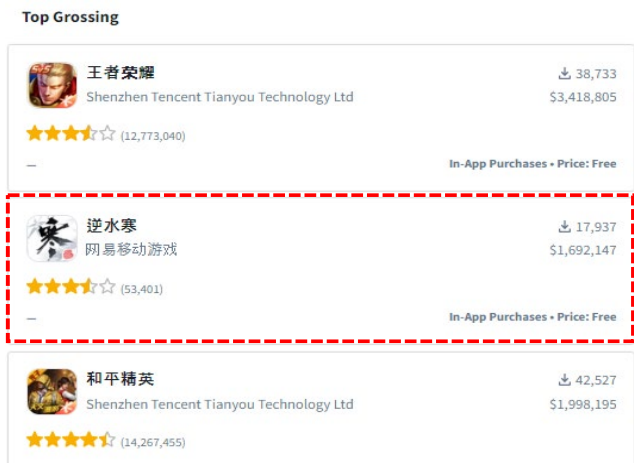 Top Grossing
王者荣耀
38,733
Shenzhen Tencent Tianyou Technology Ltd
$3,418,805
(12,773,040)
—
In-App Purchases • Price: Free
逆水寒
17,937
网易移动游戏
$1,692,147
(53,401)
—
In-App Purchases • Price: Free
和平精英
42,527
Shenzhen Tencent Tianyou Technology Ltd
$1,998,195
(14,267,455)